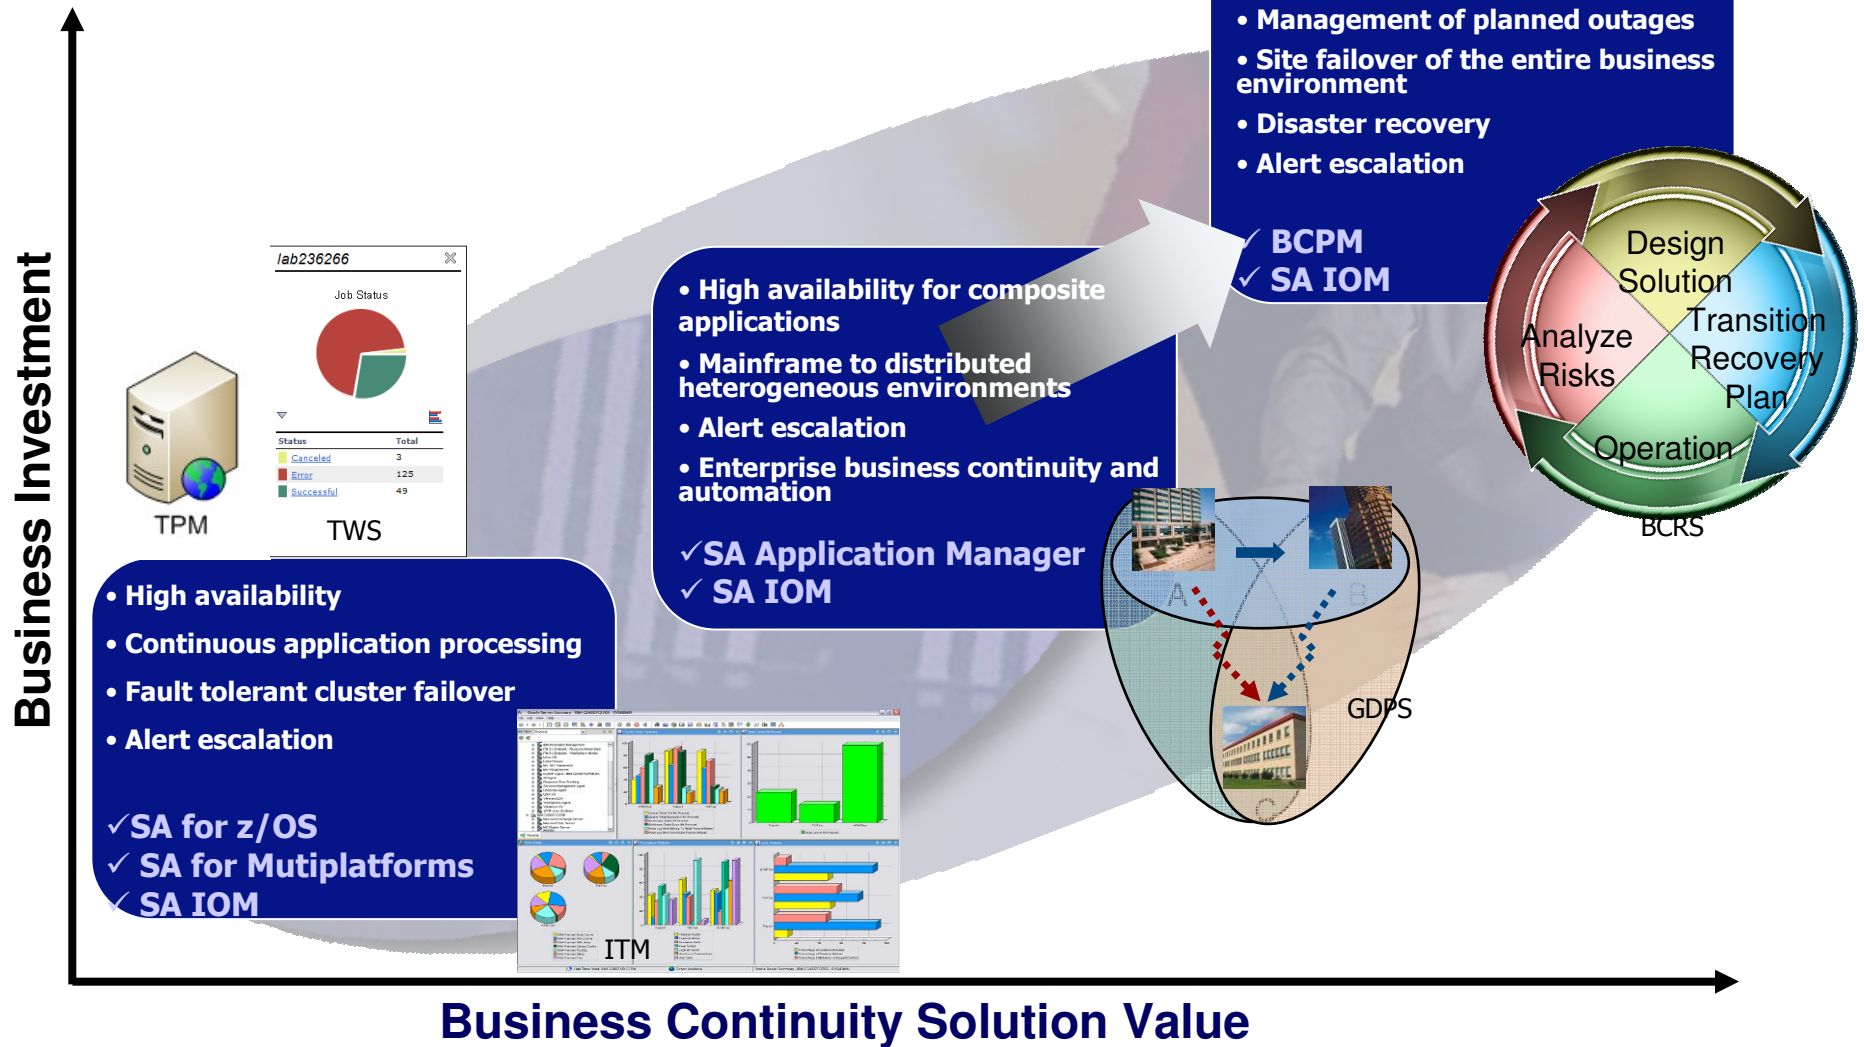 Business Investment
• Management of planned outages
• Site failover of the entire business
environment
• Disaster recovery
• Alert escalation
✓ BCPM
✓ SA IOM
Design
Solution
Transition
Recovery
Plan
Analyze
Risks
Operation
BCRS
lab236266
Job Status
Status Total
Canceled 3
Error 125
Successful 49
TWS
TPM
• High availability for composite
applications
• Mainframe to distributed
heterogeneous environments
• Alert escalation
• Enterprise business continuity and
automation
✓SA Application Manager
✓ SA IOM
A
B
C
GDPS
• High availability
• Continuous application processing
• Fault tolerant cluster failover
• Alert escalation
✓SA for z/OS
✓ SA for Mutiplatforms
✓ SA IOM
ITM
Business Continuity Solution Value